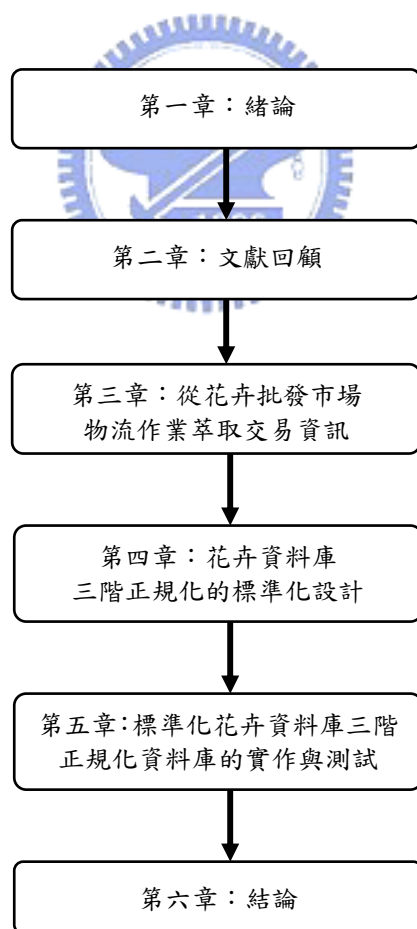 第一章：緒論
第二章：文獻回顧
第三章：從花卉批發市場
物流作業萃取交易資訊
第四章：花卉資料庫
三階正規化的標準化設計
第五章：標準化花卉資料庫三階
正規化資料庫的實作與測試
第六章：結論